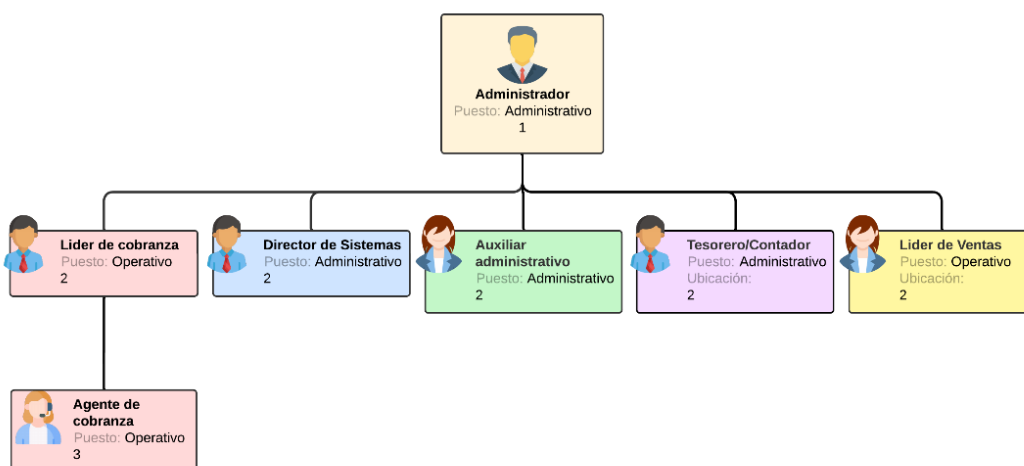 Administrador
Puesto: Administrativo
1
Lider de cobranza
Puesto: Operativo
2
Director de Sistemas
Puesto: Administrativo
2
Auxiliar
administrativo
Puesto: Administrativo
2
Tesorero/Contador
Puesto: Administrativo
Ubicación:
2
Lider de Ventas
Puesto: Operativo
Ubicación:
2
Agente de
cobranza
Puesto: Operativo
3